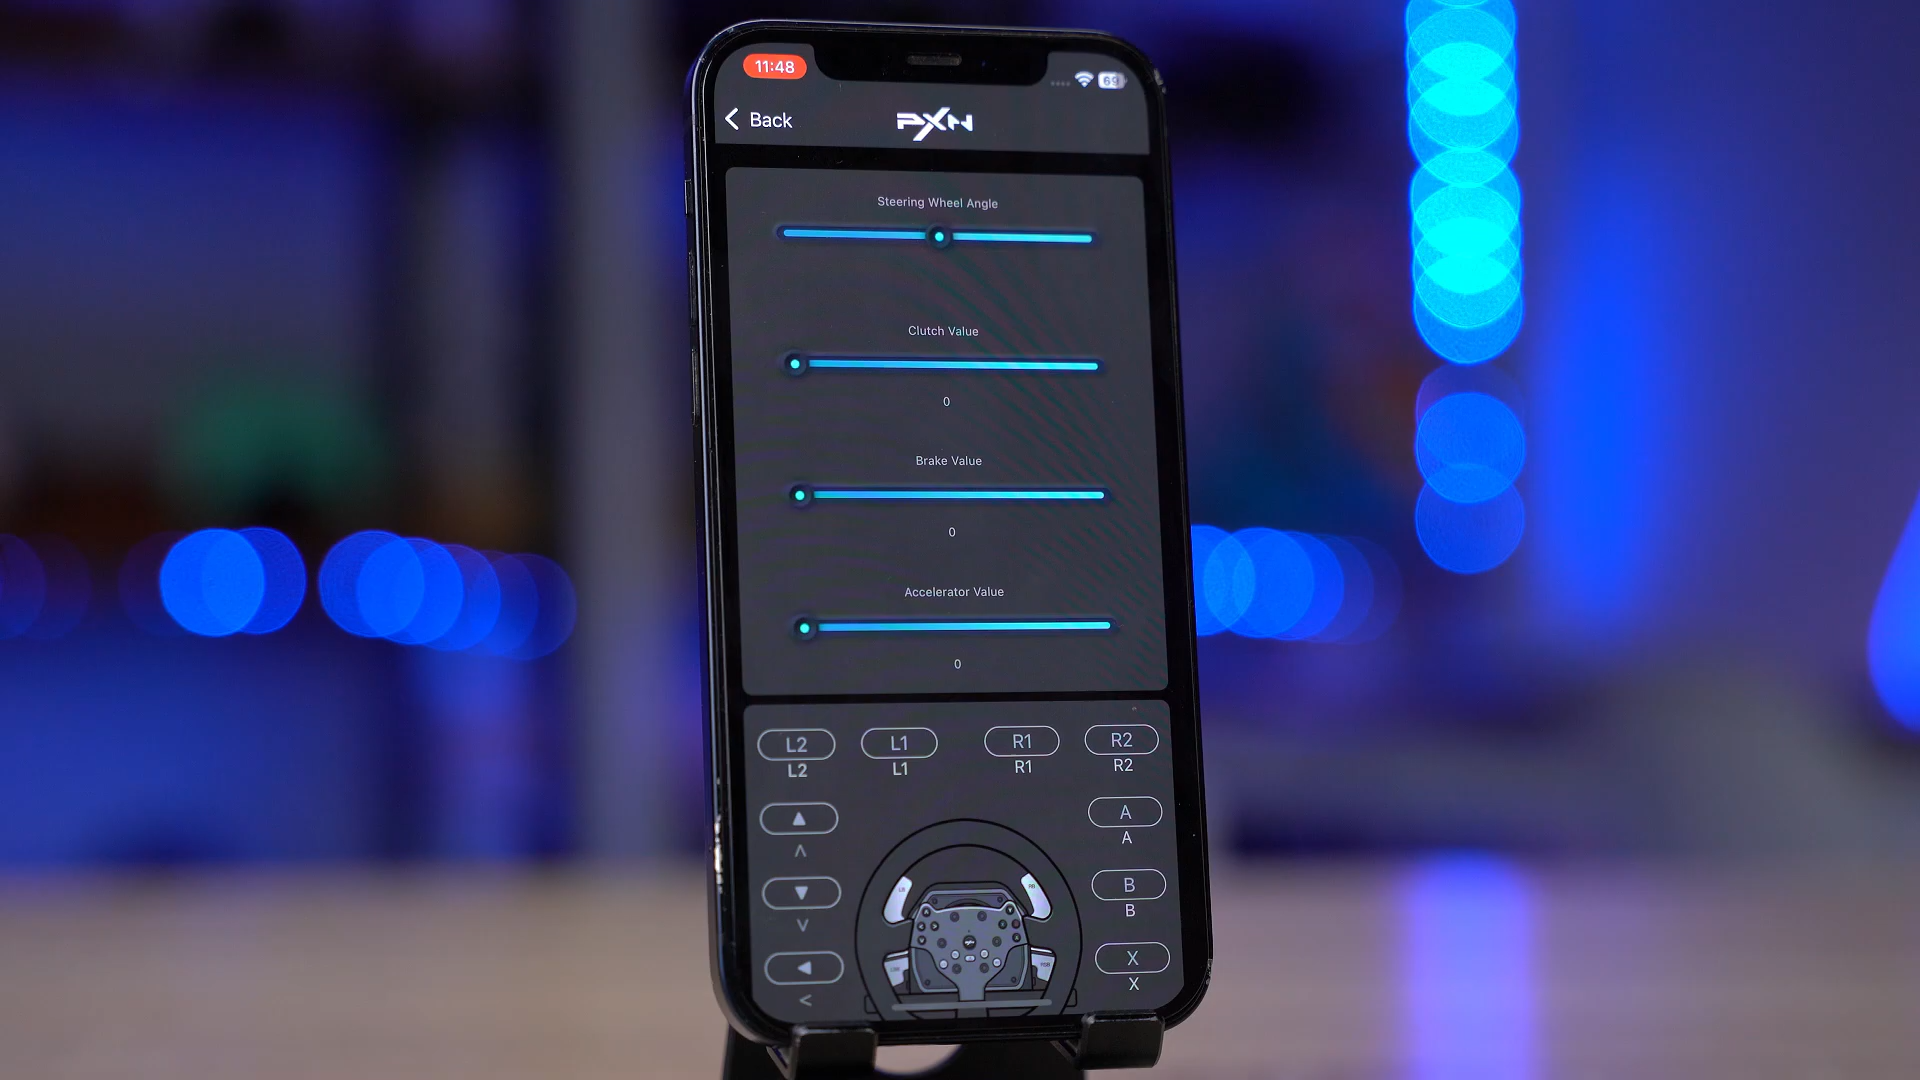 11:48
69
Back
PXN
Steering Wheel Angle
Clutch Value
0
Brake Value
0
Accelerator Value
0
L2 L1 R1 R2
L2 L1 R1 R2
A
A
B
B
X
X